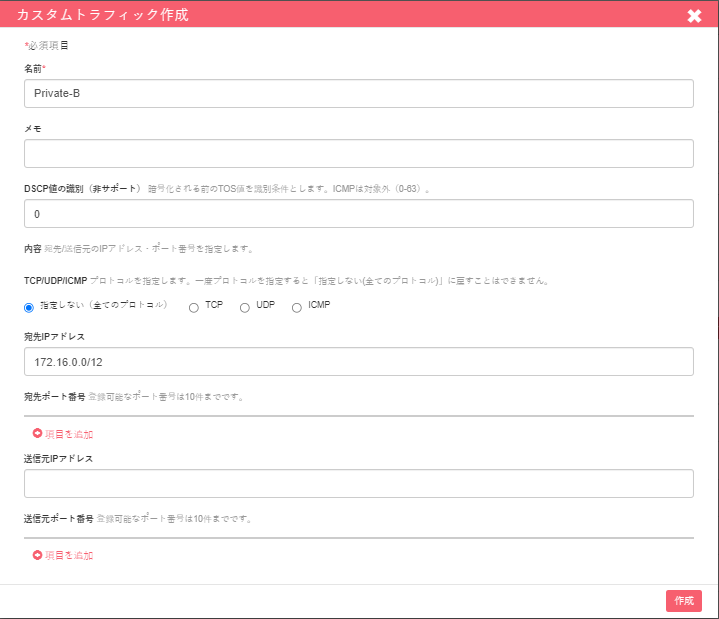 カスタムトラフィック作成
*必須項目
名前*
Private-B
メモ
DSCP値の識別（非サポート） 暗号化される前のTOS値を識別条件とします。ICMPは対象外（0-63）。
0
内容 宛先/送信元のIPアドレス・ポート番号を指定します。
TCP/UDP/ICMP プロトコルを指定します。一度プロトコルを指定すると「指定しない(全てのプロトコル)」に戻すことはできません。
指定しない（全てのプロトコル） TCP UDP ICMP
宛先IPアドレス
172.16.0.0/12
宛先ポート番号 登録可能なポート番号は10件までです。
項目を追加
送信元IPアドレス
送信元ポート番号 登録可能なポート番号は10件までです。
項目を追加
作成